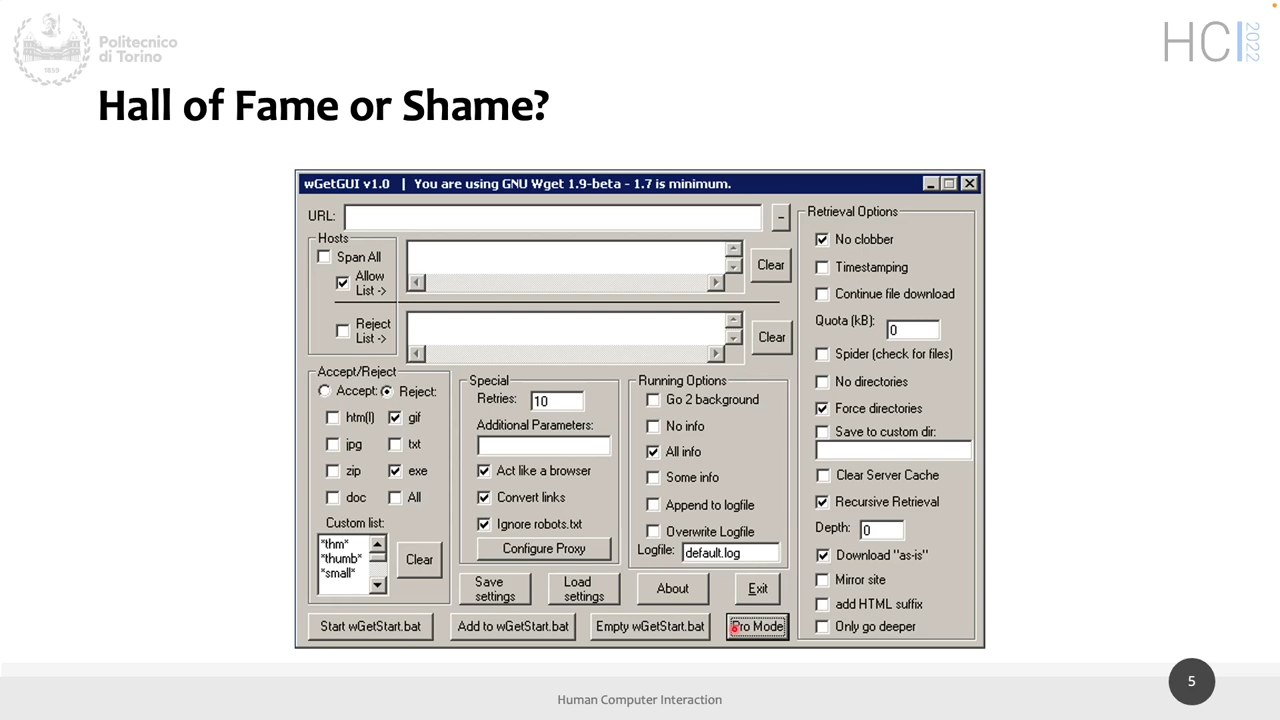 Politecnico
di Torino
1859
HCI
2022
Hall of Fame or Shame?
wGetGUI v1.0 | You are using GNU Wget 1.9-beta - 1.7 is minimum.
URL:
-
Hosts
Span All
Allow
List ->
Clear
Reject
List ->
Clear
Accept/Reject
Accept: Reject:
htm(l) gif
jpg txt
zip exe
doc All
Custom list:
*thm*
*thumb*
*small*
Clear
Special
Retries: 10
Additional Parameters:
Act like a browser
Convert links
Ignore robots.txt
Configure Proxy
Running Options
Go 2 background
No info
All info
Some info
Append to logfile
Overwrite Logfile
Logfile: default.log
Retrieval Options
No clobber
Timestamping
Continue file download
Quota (kB): 0
Spider (check for files)
No directories
Force directories
Save to custom dir:
Clear Server Cache
Recursive Retrieval
Depth: 0
Download "as-is"
Mirror site
add HTML suffix
Only go deeper
Save
settings
Load
settings
About
Exit
Start wGetStart.bat
Add to wGetStart.bat
Empty wGetStart.bat
Pro Mode
Human Computer Interaction
5